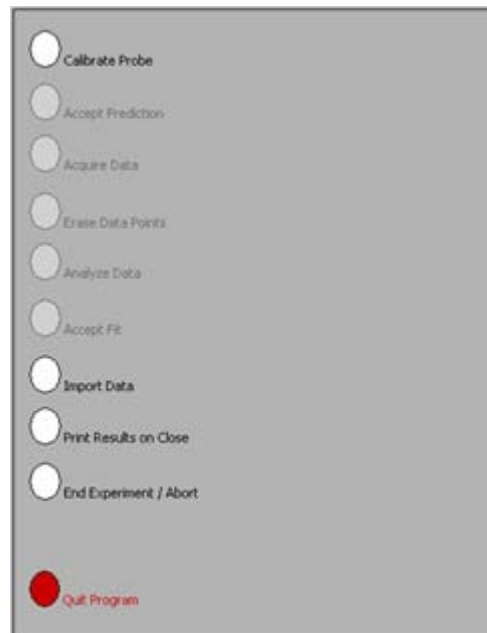 Calibrate Probe
Accept Prediction
Acquire Data
Erase Data Points
Analyze Data
Accept Fit
Import Data
Print Results on Close
End Experiment / Abort
Quit Program